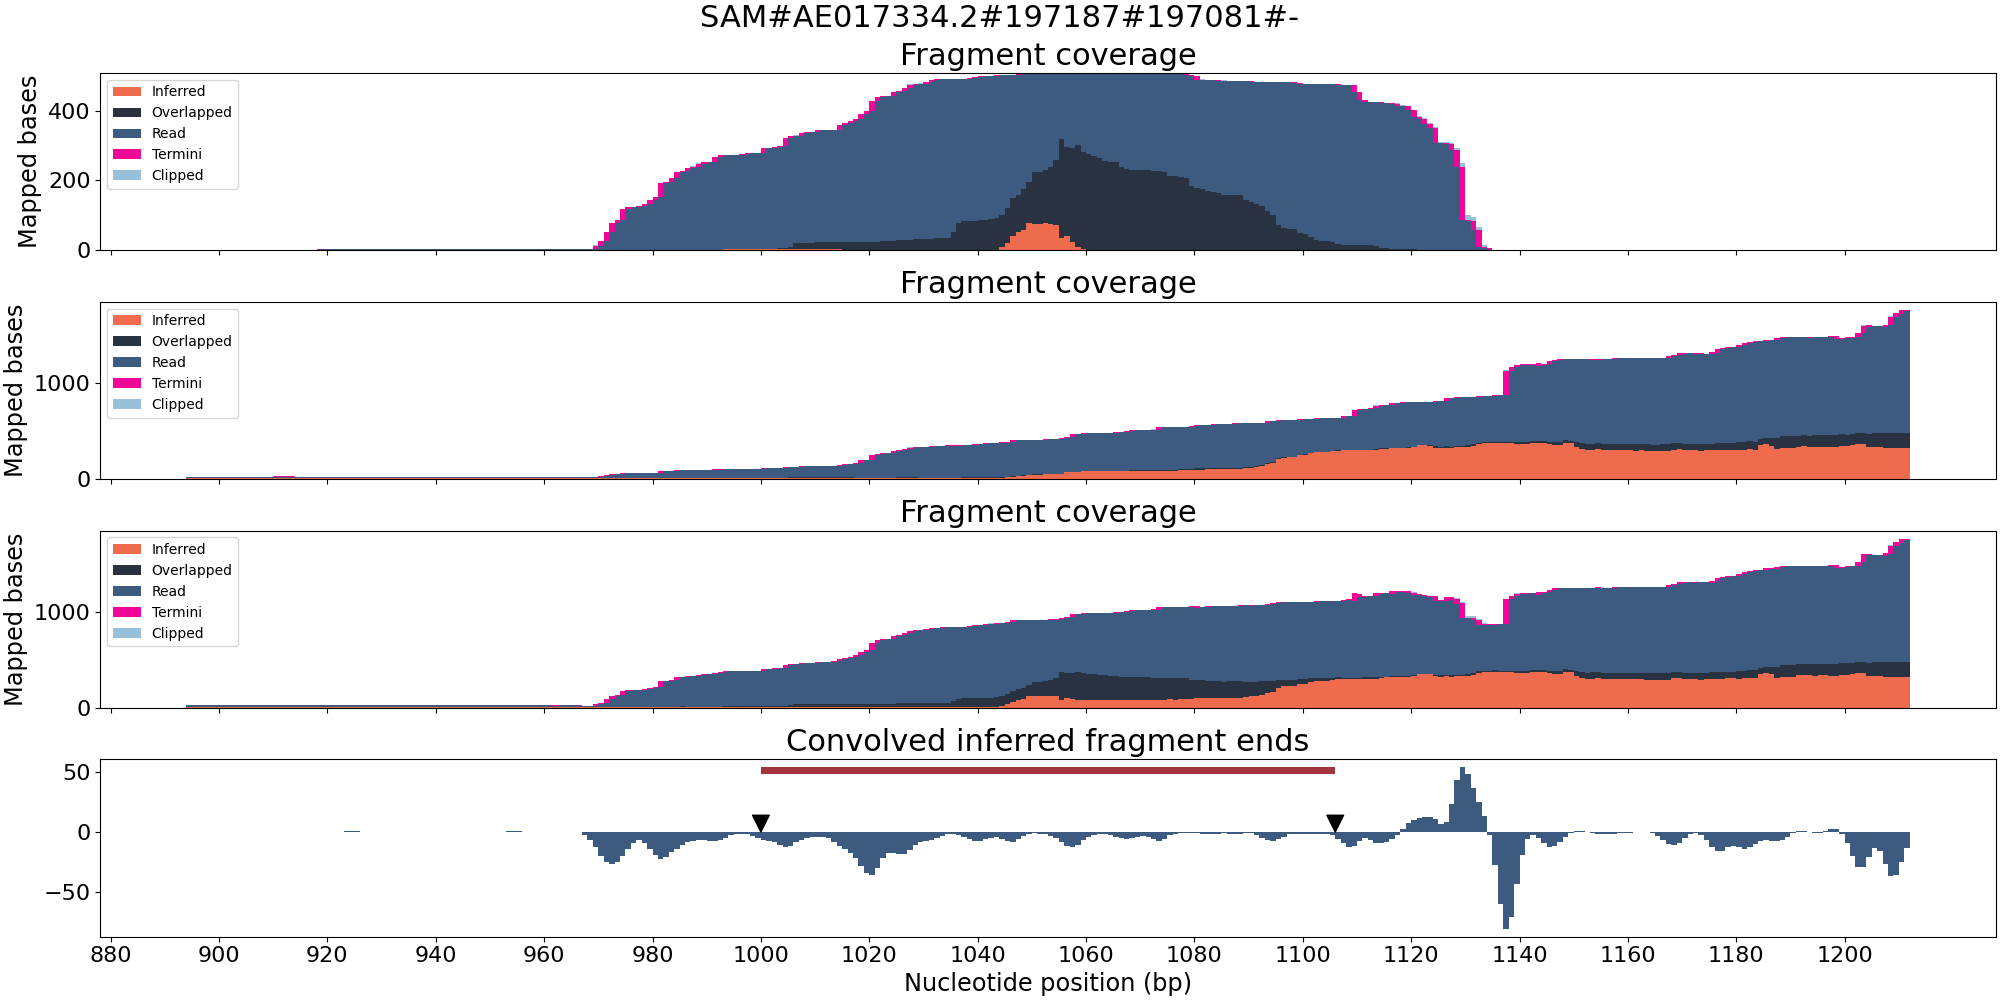 SAM#AE017334.2#197187#197081#-
Fragment coverage
Mapped bases
400
200
0
Inferred
Overlapped
Read
Termini
Clipped
Fragment coverage
Mapped bases
1000
0
Inferred
Overlapped
Read
Termini
Clipped
Fragment coverage
Mapped bases
1000
0
Inferred
Overlapped
Read
Termini
Clipped
Convolved inferred fragment ends
50
0
−50
880 900 920 940 960 980 1000 1020 1040 1060 1080 1100 1120 1140 1160 1180 1200
Nucleotide position (bp)